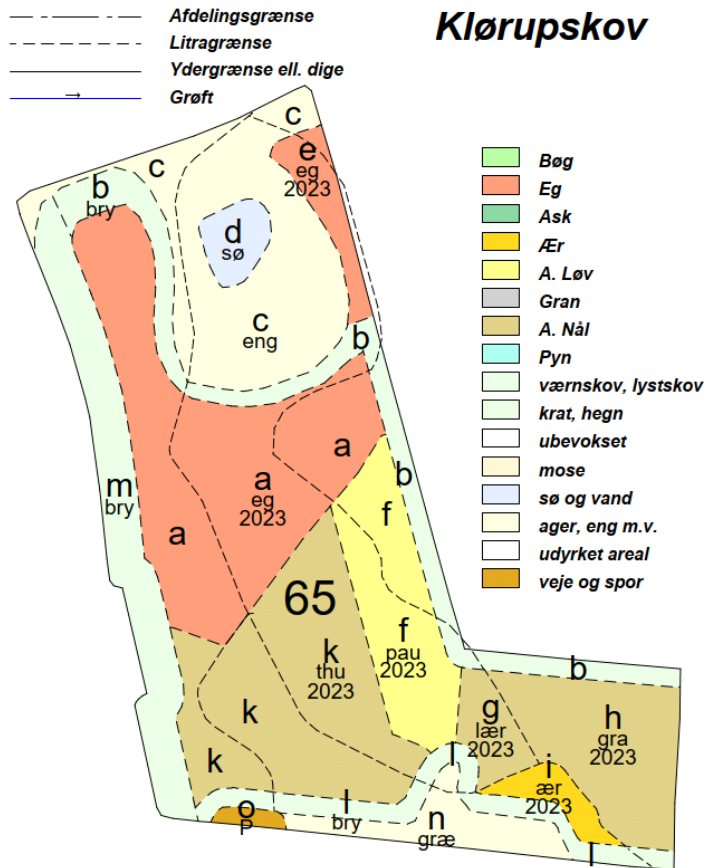 Klørupskov
Afdelingsgrænse
Litragrænse
Ydergrænse ell. dige
Grøft
Bøg
Eg
Ask
Ær
A. Løv
Gran
A. Nål
Pyn
værnskov, lystskov
krat, hegn
ubevokset
mose
sø og vand
ager, eng m.v.
udyrket areal
veje og spor
c
c
e
eg
2023
b
bry
d
sø
c
eng
b
a
b
a
eg
2023
m
bry
f
a
65
f
pau
2023
k
thu
2023
b
k
g
lær
2023
h
gra
2023
k
l
i
ær
2023
o
P
l
bry
n
græ
l